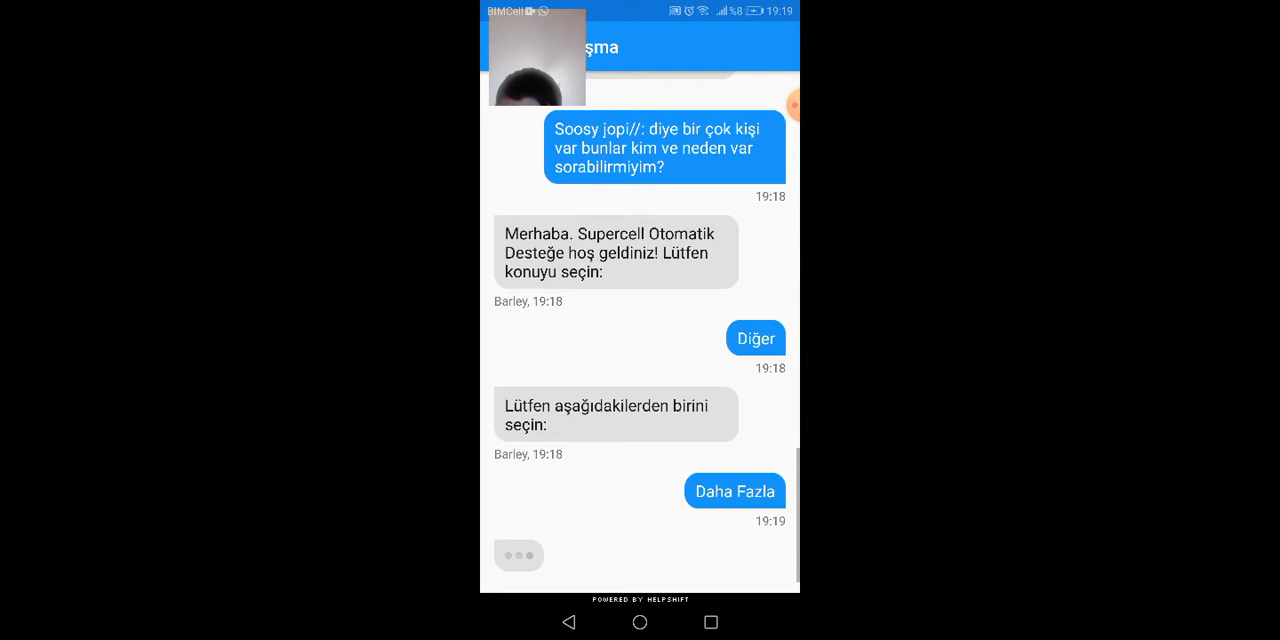 BIMCell
%8
19:19
şma
Soosy jopi//: diye bir çok kişi
var bunlar kim ve neden var
sorabilirmiyim?
19:18
Merhaba. Supercell Otomatik
Desteğe hoş geldiniz! Lütfen
konuyu seçin:
Barley, 19:18
Diğer
19:18
Lütfen aşağıdakilerden birini
seçin:
Barley, 19:18
Daha Fazla
19:19
POWERED BY HELPSHIFT